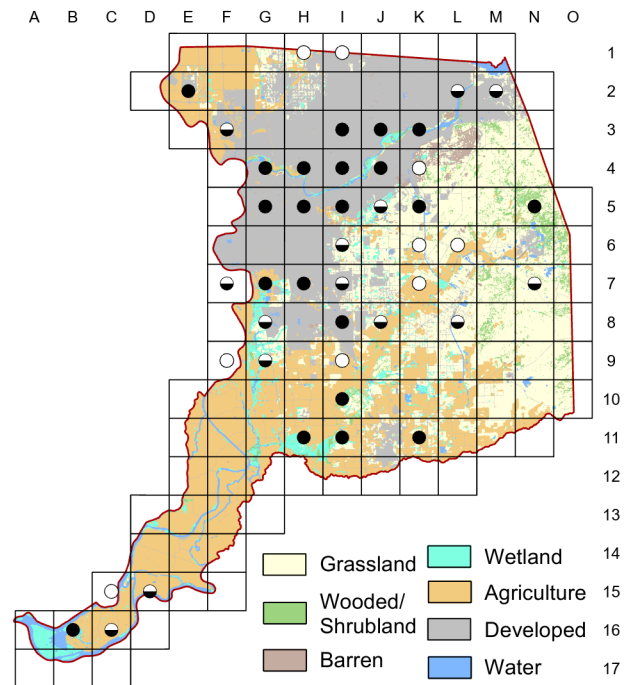 A B C D E F G H I J K L M N O
1
2
3
4
5
6
7
8
9
10
11
12
13
14
15
16
17
Grassland
Wooded/
Shrubland
Barren
Wetland
Agriculture
Developed
Water